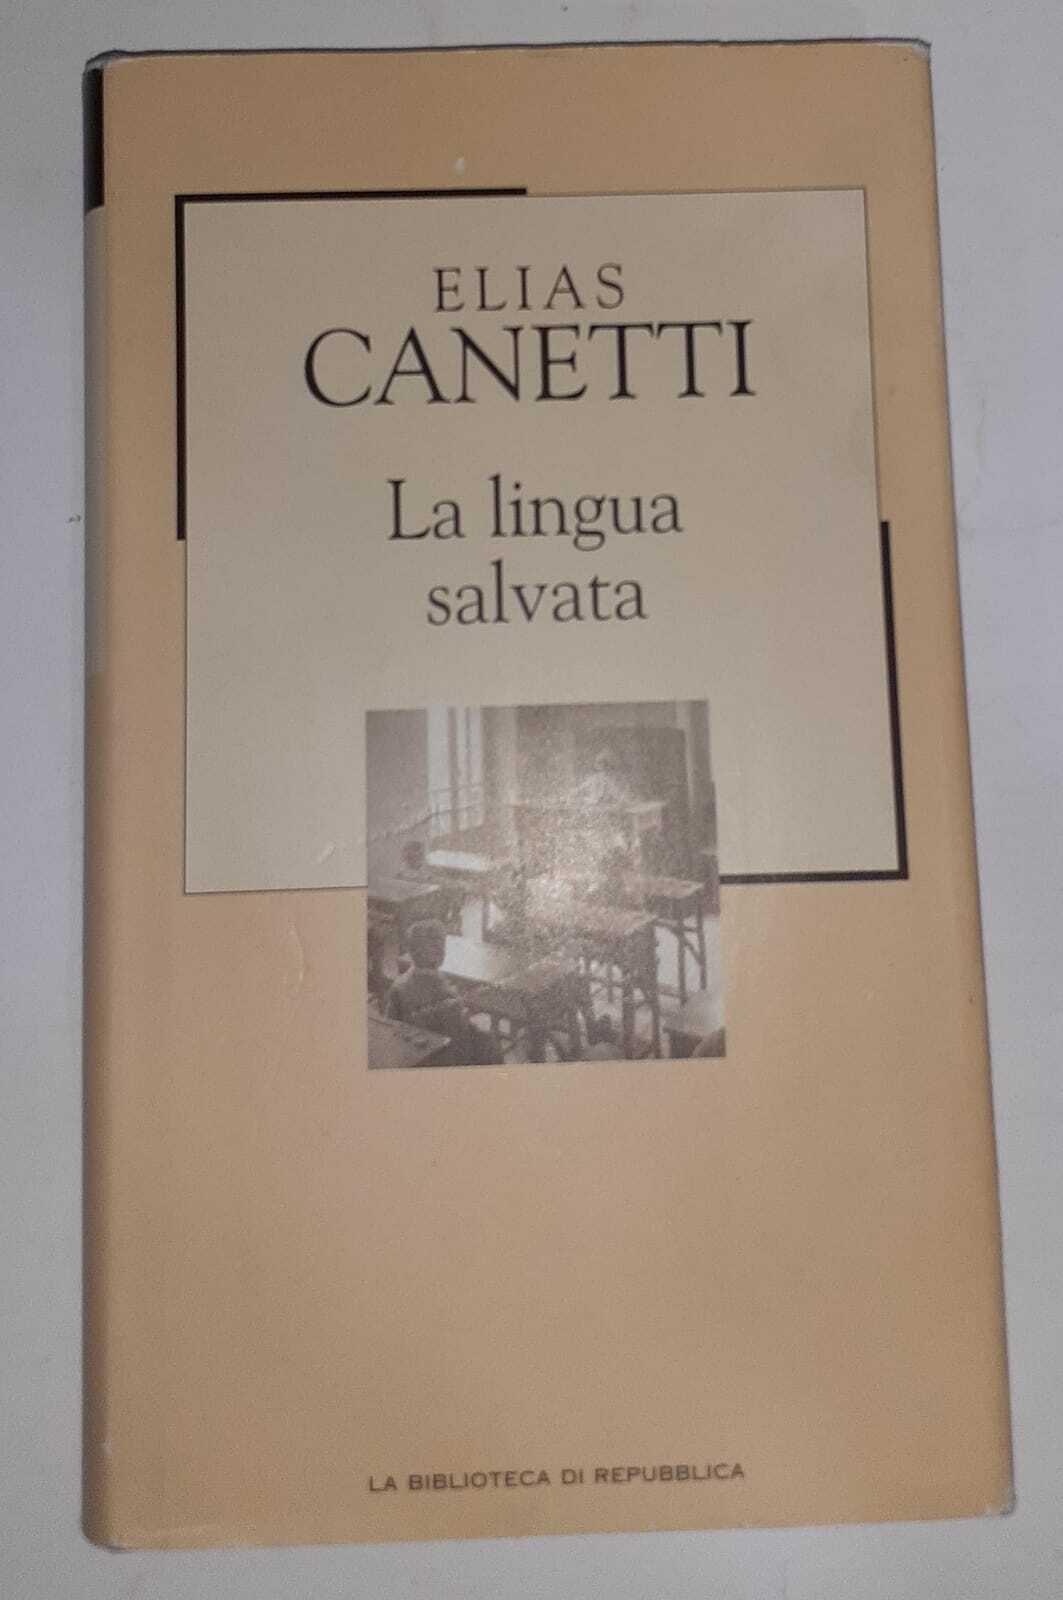 ELIAS
CANETTI
La lingua
salvata
LA BIBLIOTECA DI REPUBBLICA